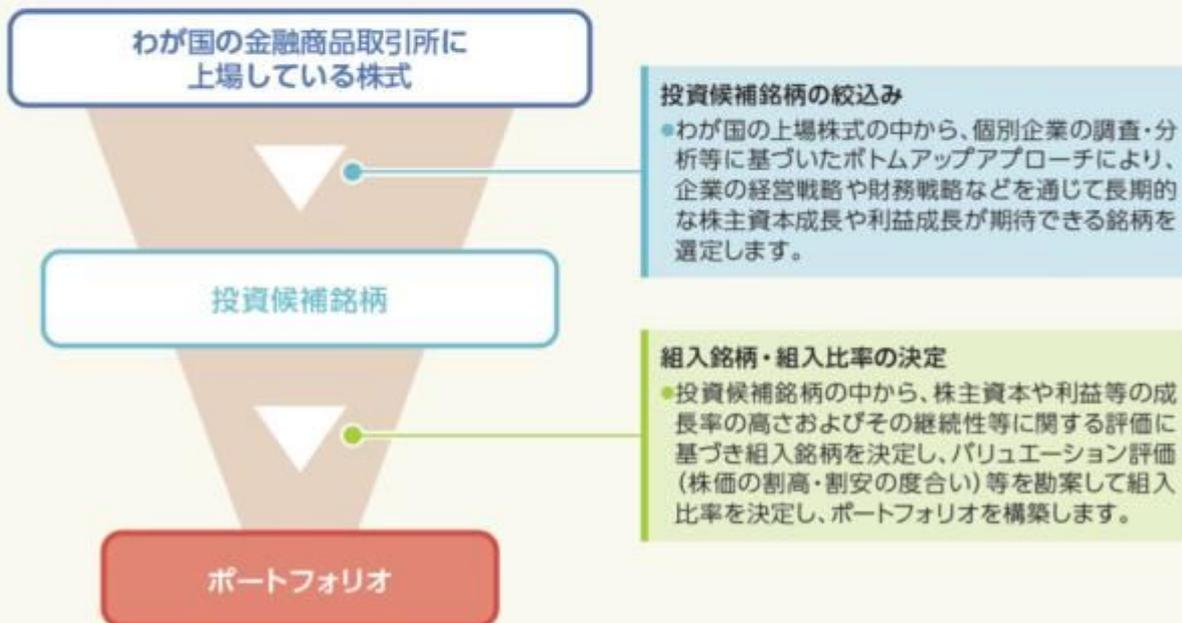 わが国の金融商品取引所に
上場している株式
投資候補銘柄の絞込み
●わが国の上場株式の中から、個別企業の調査・分
析等に基づいたボトムアップアプローチにより、
企業の経営戦略や財務戦略などを通じて長期的
な株主資本成長や利益成長が期待できる銘柄を
選定します。
投資候補銘柄
組入銘柄・組入比率の決定
●投資候補銘柄の中から、株主資本や利益等の成
長率の高さおよびその継続性等に関する評価に
基づき組入銘柄を決定し、バリュエーション評価
(株価の割高・割安の度合い)等を勘案して組入
比率を決定し、ポートフォリオを構築します。
ポートフォリオ